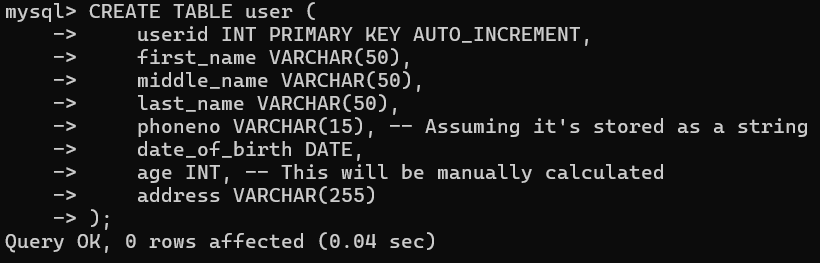 mysql> CREATE TABLE user (
    ->     userid INT PRIMARY KEY AUTO_INCREMENT,
    ->     first_name VARCHAR(50),
    ->     middle_name VARCHAR(50),
    ->     last_name VARCHAR(50),
    ->     phoneno VARCHAR(15), -- Assuming it's stored as a string
    ->     date_of_birth DATE,
    ->     age INT, -- This will be manually calculated
    ->     address VARCHAR(255)
    -> );
Query OK, 0 rows affected (0.04 sec)